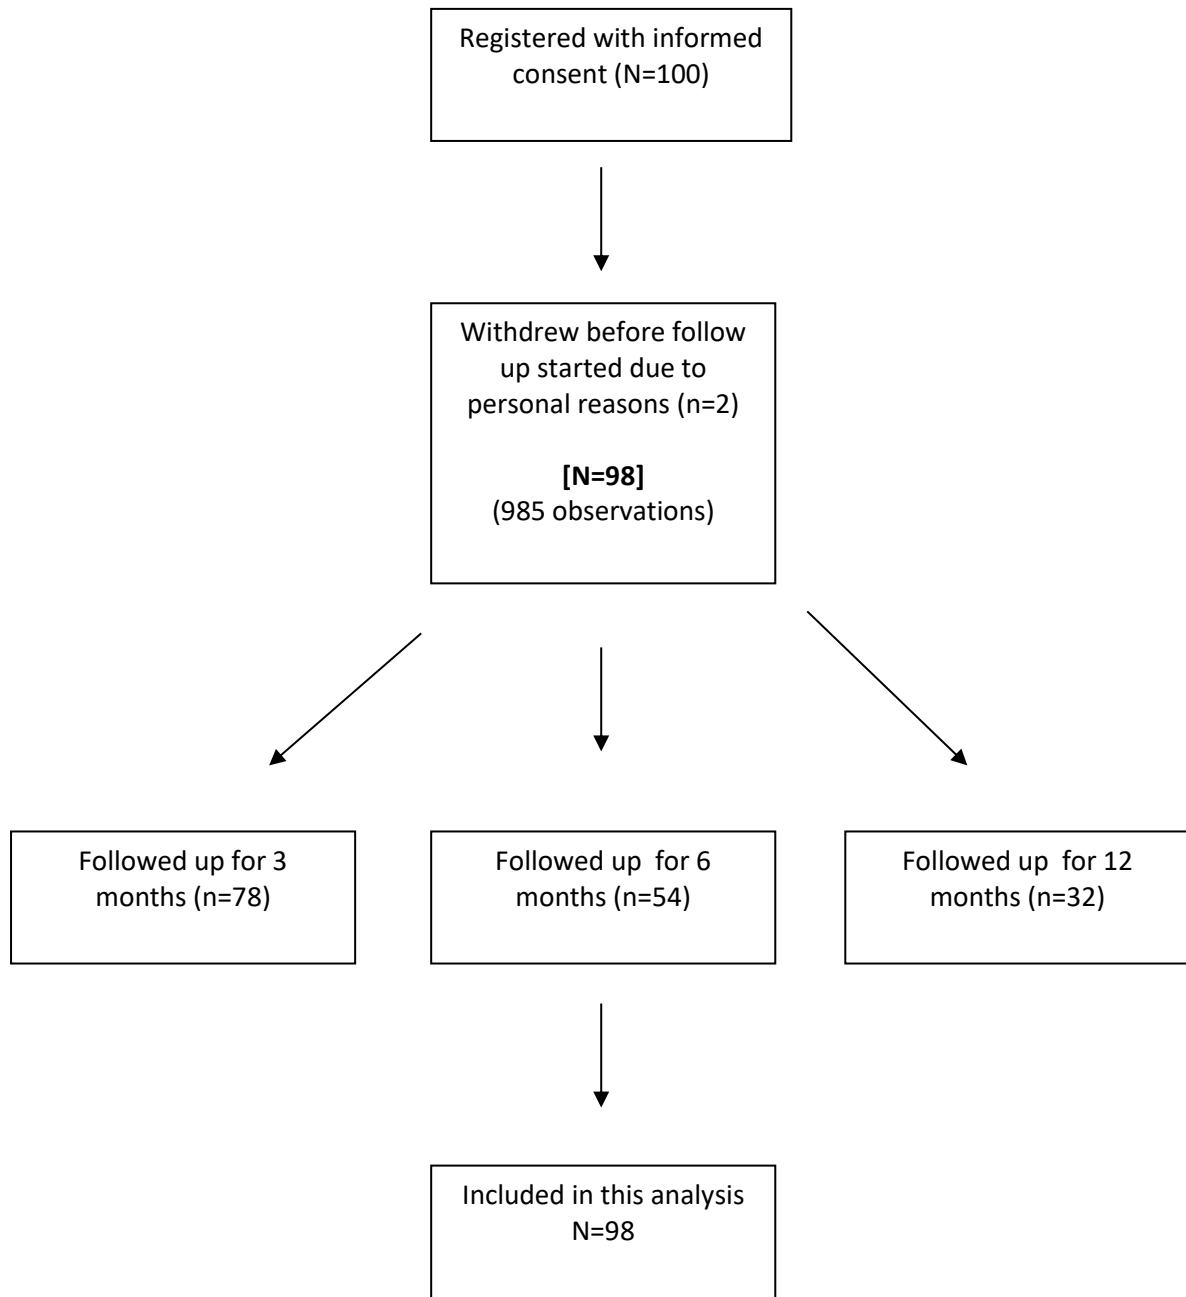 Registered with informed
consent (N=100)
Withdrew before follow
up started due to
personal reasons (n=2)
[N=98]
(985 observations)
Followed up for 3
months (n=78)
Followed up  for 6
months (n=54)
Followed up  for 12
months (n=32)
Included in this analysis
N=98